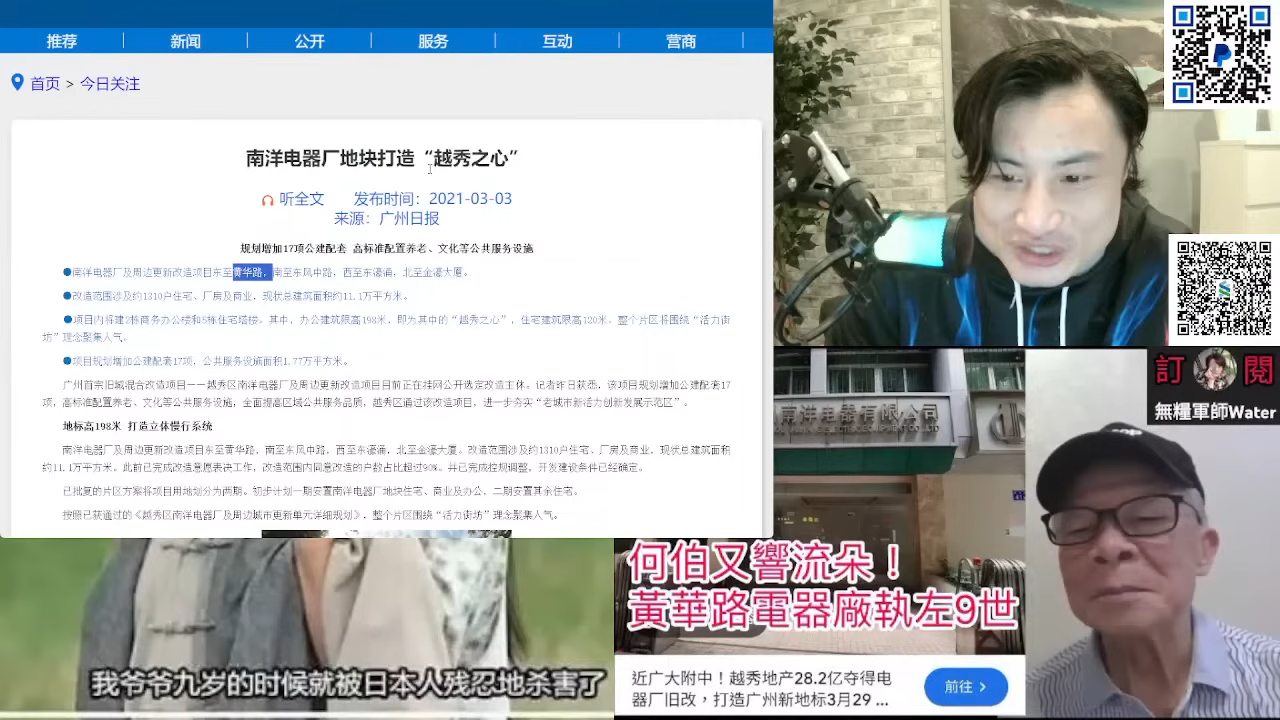 推荐
新闻
公开
服务
互动
营商
首页 > 今日关注
南洋电器厂地块打造“越秀之心”
听全文 发布时间：2021-03-03
来源：广州日报
规划增加17项公建配套 高标准配置养老、文化等公共服务设施
●南洋电器厂及周边更新改造项目东至黄华路，南至东风中路，西至东濠涌，北至金濠大厦。
●改造范围涉及约1310户住宅、厂房及商业，现状总建筑面积约11.1万平方米。
●项目内将建2栋商务办公楼和5栋住宅塔楼。其中，办公建筑限高198米，即为其中的“越秀之心”，住宅建筑限高120米。整个片区将围绕“活力街
坊”理念聚集人气。
●项目规划增加公建配套17项，公共服务设施面积1.77万平方米。
广州首宗旧城混合改造项目——越秀区南洋电器厂及周边更新改造项目目前正在挂网公开选定改造主体。记者昨日获悉，该项目规划增加公建配套17
项，高标准配置养老、文化等公共服务设施，全面提高区域公共服务品质，越秀区通过该改造项目，进一步夯实“老城市新活力创新发展示范区”。
地标高198米 打造立体慢行系统
南洋电器厂及周边更新改造项目东至黄华路，南至东风中路，西至东濠涌，北至金濠大厦。改造范围涉及约1310户住宅、厂房及商业，现状总建筑面积
约11.1万平方米。此前已完成改造意愿表决工作，改造范围内同意改造的户数占比超过90%，并已完成控规调整，开发建设条件已经确定。
已批复的片区方案将项目用地划分为两期。初步计划一期安置南洋电器厂地块住宅、商业及办公，二期安置其余住宅。
按照已获通过的《越秀区南洋电器厂及周边城市更新单元详细规划》，整个片区围绕“活力街坊”理念聚集人气。
南洋电器有限公司
訂
閱
無糧軍師Water
何伯又響流朵！
黃華路電器廠執左9世
我爷爷九岁的时候就被日本人残忍地杀害了
近广大附中！越秀地产28.2亿夺得电
器厂旧改，打造广州新地标3月29 ...
前往